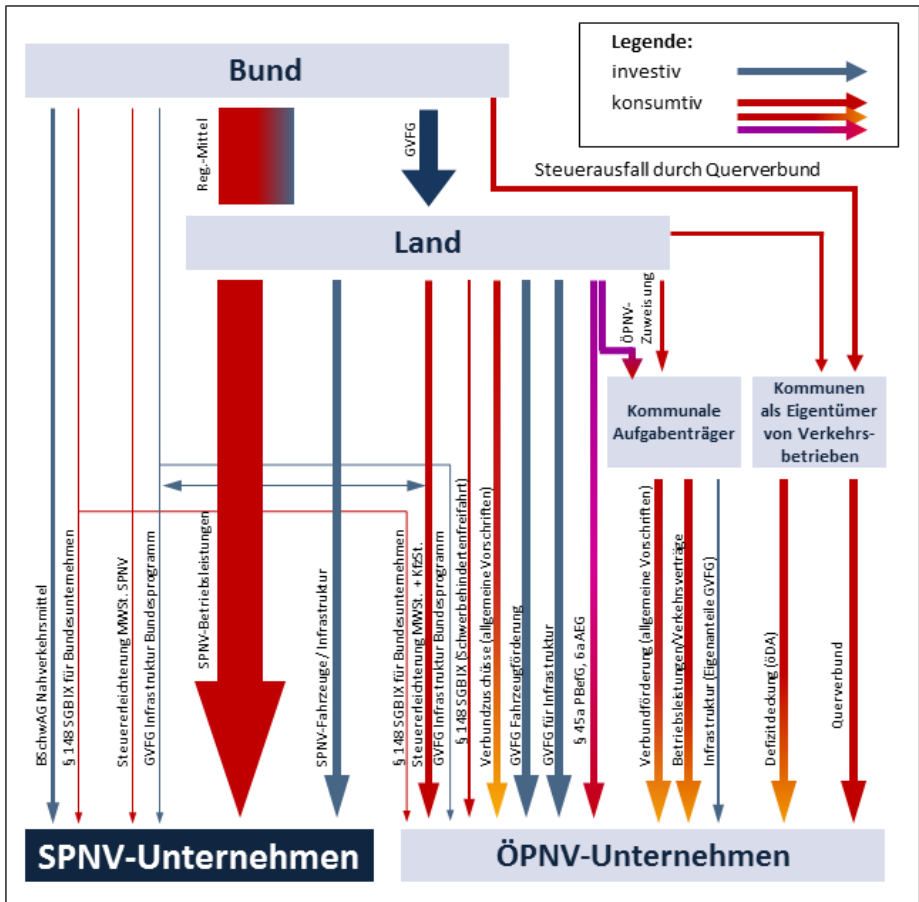 Legende:
investiv
konsumtiv
Bund
Reg.-Mittel
GVFG
Steuerausfall durch Querverbund
Land
ÖPNV-
Zuweisung
Kommunale
Aufgabenträger
Kommunen
als Eigentümer
von Verkehrs-
betrieben
BSchwAG Nahverkehrsmittel
§ 148 SGB IX für Bundesunternehmen
Steuererleichterung MWSt. SPNV
GVFG Infrastruktur Bundesprogramm
SPNV-Betriebsleistungen
SPNV-Fahrzeuge / Infrastruktur
§ 148 SGB IX für Bundesunternehmen
Steuererleichterung MWSt. + KfzSt.
GVFG Infrastruktur Bundesprogramm
§ 148 SGB IX (Schwerbehindertenfreifahrt)
Verbundzuschüsse (allgemeine Vorschriften)
GVFG Fahrzeugförderung
GVFG für Infrastruktur
§ 45a PBefG, 6a AEG
Verbundförderung (allgemeine Vorschriften)
Betriebsleistungen/Verkehrsverträge
Infrastruktur (Eigenanteile GVFG)
Defizitdeckung (öDA)
Querverbund
SPNV-Unternehmen
ÖPNV-Unternehmen